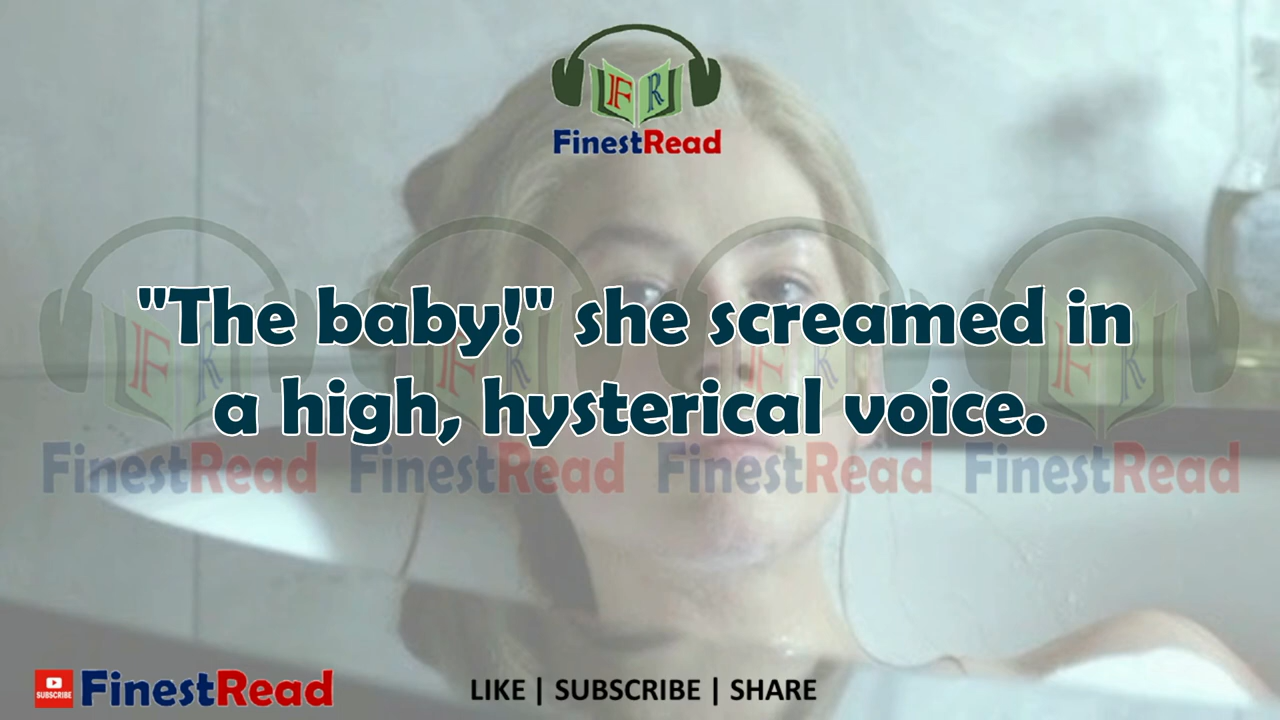 F R
FinestRead
"The baby!" she screamed in
a high, hysterical voice.
F R F R F R F R
FinestRead FinestRead FinestRead FinestRead
SUBSCRIBE FinestRead LIKE | SUBSCRIBE | SHARE